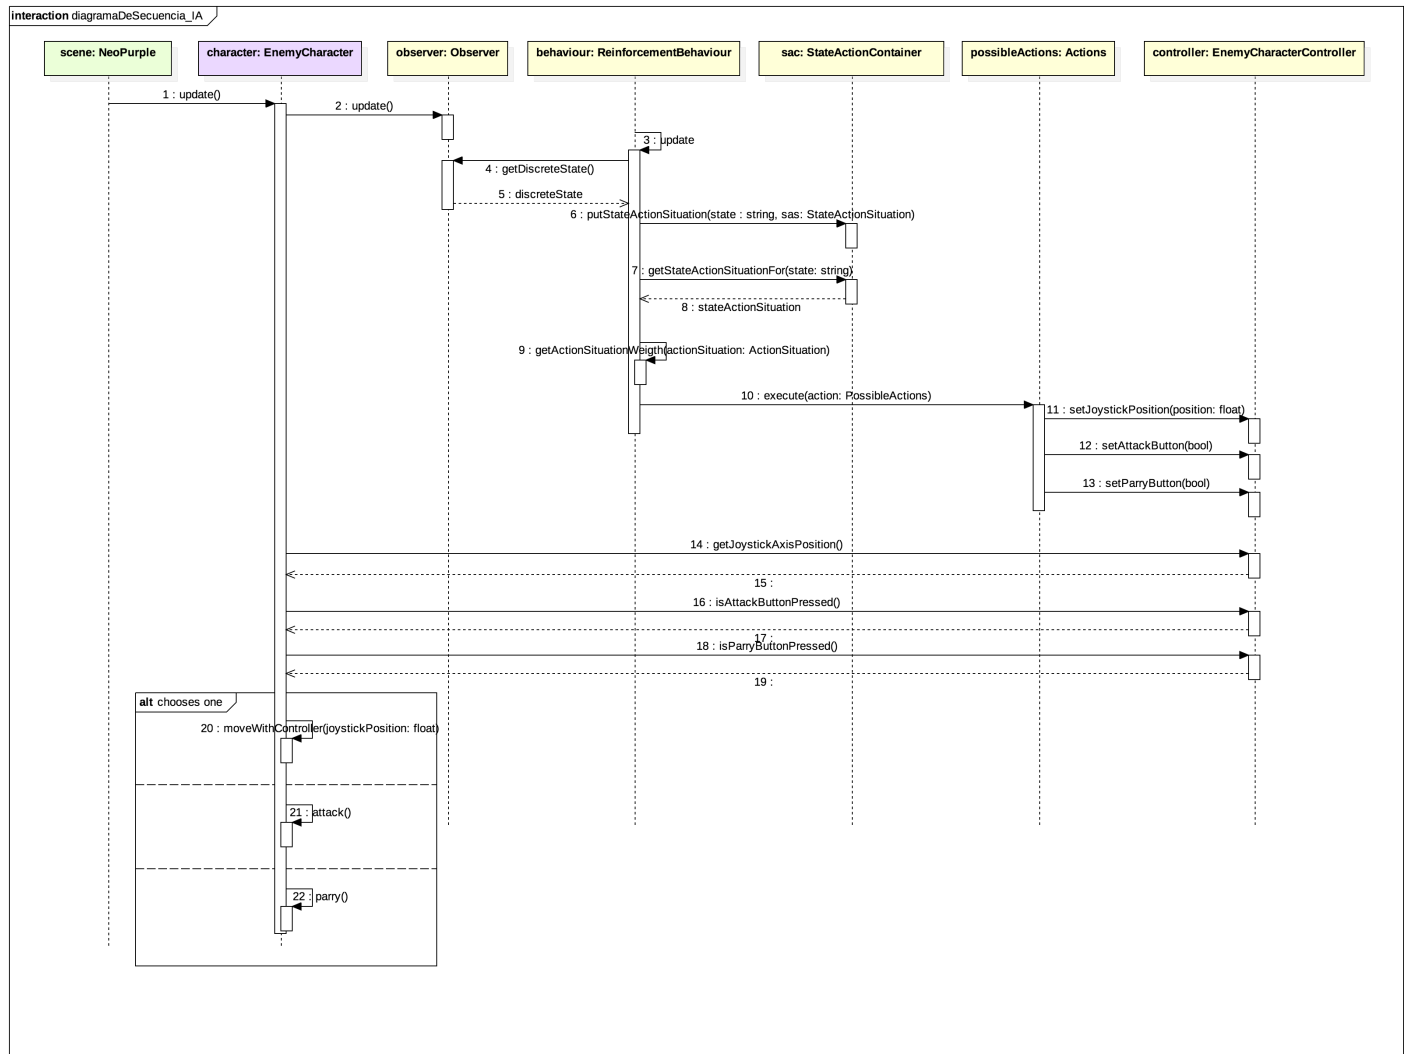 interaction diagramaDeSecuencia_IA
scene: NeoPurple
character: EnemyCharacter
observer: Observer
behaviour: ReinforcementBehaviour
sac: StateActionContainer
possibleActions: Actions
controller: EnemyCharacterController
1 : update()
2 : update()
3 : update
4 : getDiscreteState()
5 : discreteState
6 : putStateActionSituation(state : string, sas: StateActionSituation)
7 : getStateActionSituationFor(state: string)
8 : stateActionSituation
9 : getActionSituationWeigth(actionSituation: ActionSituation)
10 : execute(action: PossibleActions)
11 : setJoystickPosition(position: float)
12 : setAttackButton(bool)
13 : setParryButton(bool)
14 : getJoystickAxisPosition()
15 :
16 : isAttackButtonPressed()
17 :
18 : isParryButtonPressed()
19 :
alt chooses one
20 : moveWithController(joystickPosition: float)
21 : attack()
22 : parry()